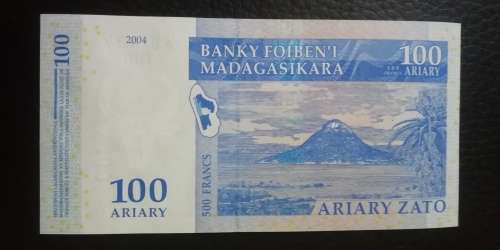 2004
BANKY FOIBEN'I
MADAGASIKARA
100
ARIARY
100
100
ARIARY
500 FRANCS
ARIARY ZATO